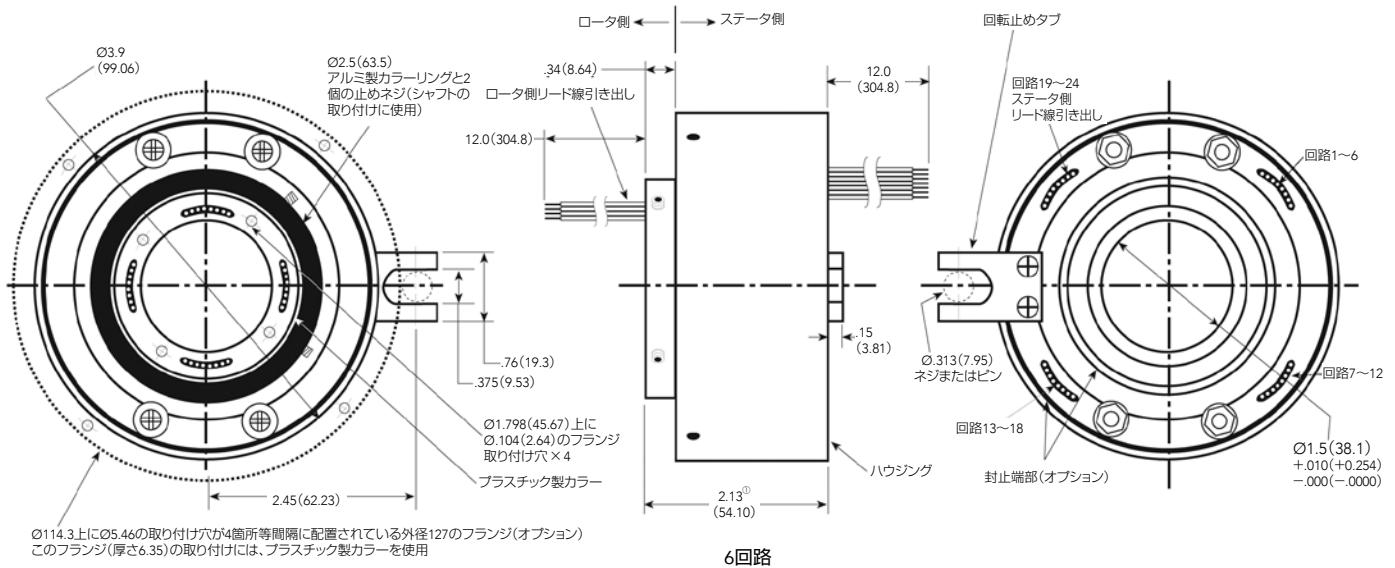 Ø3.9
(99.06)
Ø2.5(63.5)
アルミ製カラーリングと2
個の止めネジ(シャフトの
取り付けに使用)
.76(19.3)
.375(9.53)
Ø1.798(45.67)上に
Ø.104(2.64)のフランジ
取り付け穴×4
プラスチック製カラー
2.45(62.23)
Ø114.3上にØ5.46の取り付け穴が4箇所等間隔に配置されている外径127のフランジ(オプション)
このフランジ(厚さ6.35)の取り付けには、プラスチック製カラーを使用
ロータ側
ステータ側
.34(8.64)
ロータ側リード線引き出し
12.0(304.8)
12.0
(304.8)
.15
(3.81)
ハウジング
2.13①
(54.10)
6回路
回転止めタブ
回路19~24
ステータ側
リード線引き出し
回路1~6
Ø.313(7.95)
ネジまたはピン
回路7~12
回路13~18
封止端部(オプション)
Ø1.5(38.1)
+.010(+0.254)
-.000(-.0000)